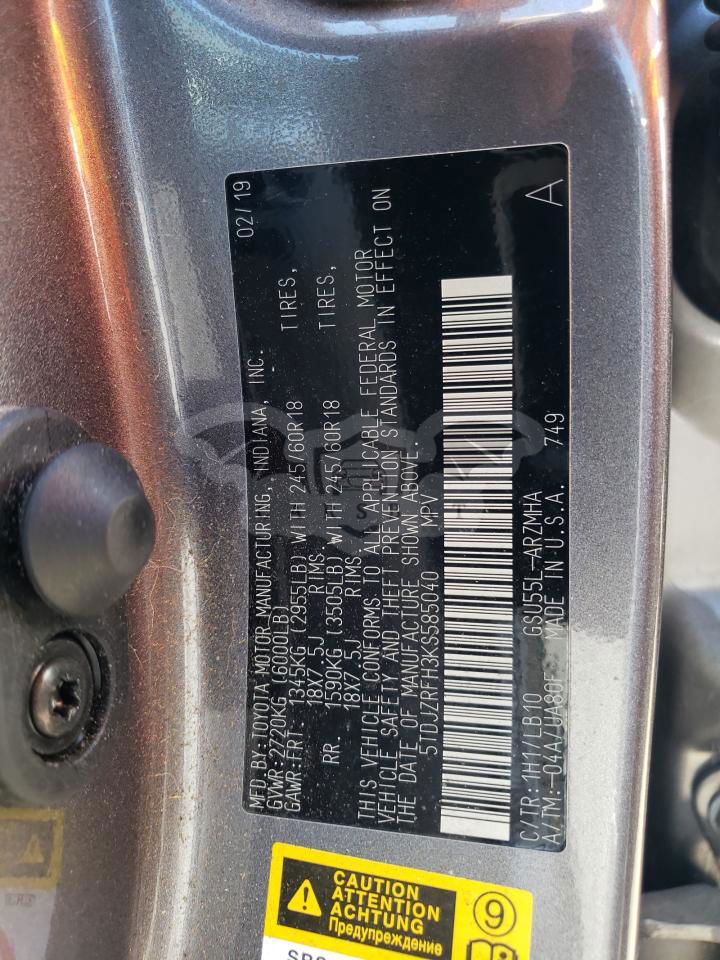 MFD.BY:TOYOTA MOTOR MANUFACTURING, INDIANA, INC. 02/19
GVWR:2720KG (6000LB)
GAWR:FRT 1345KG (2955LB) WITH 245/60R18 TIRES,
18X7.5J RIMS,
RR 1590KG (3505LB) WITH 245/60R18 TIRES,
18X7.5J RIMS
THIS VEHICLE CONFORMS TO ALL APPLICABLE FEDERAL MOTOR
VEHICLE SAFETY AND THEFT PREVENTION STANDARDS IN EFFECT ON
THE DATE OF MANUFACTURE SHOWN ABOVE.
5TDJZRFH3KS585040 MPV
C/TR: 1H1/LB10 GSU55L-ARZMHA
A/TM: -04A/UA80F MADE IN U.S.A. 749 A
CAUTION
ATTENTION
ACHTUNG
Предупреждение
9
SRS